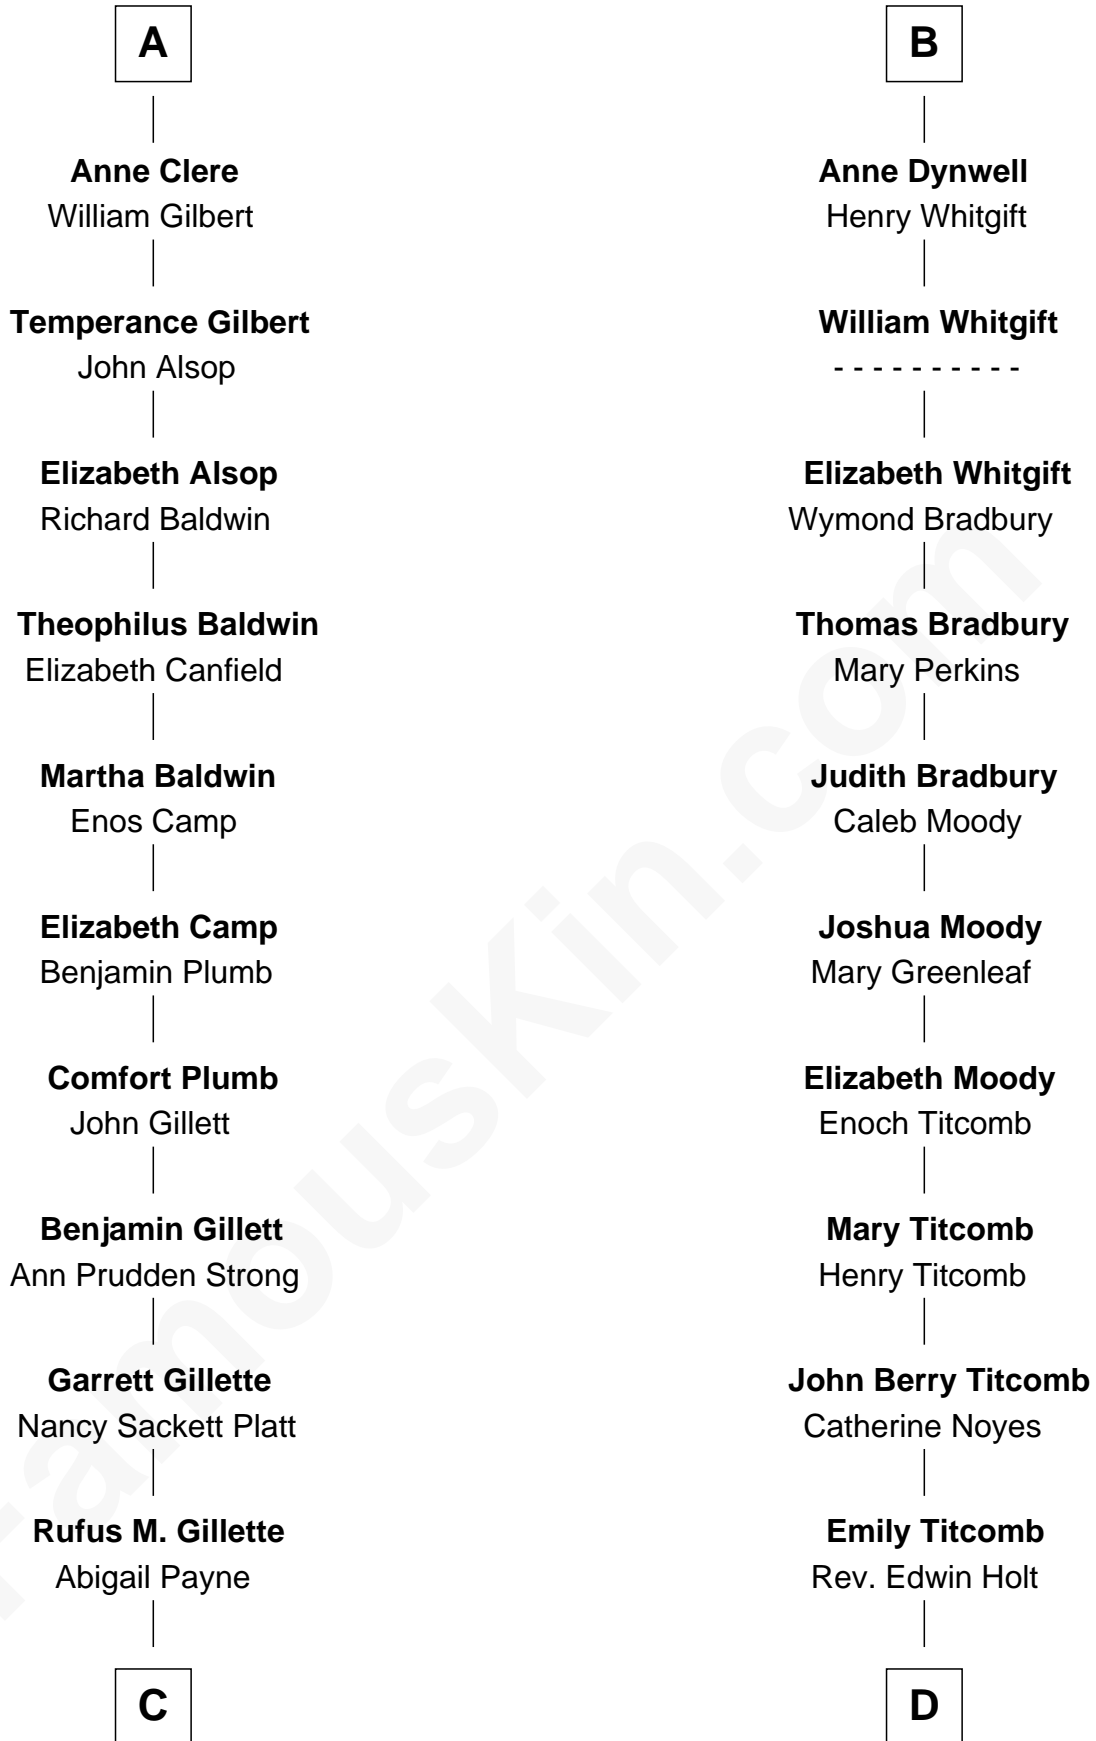 A
Anne Clere
William Gilbert
Temperance Gilbert
John Alsop
Elizabeth Alsop
Richard Baldwin
Theophilus Baldwin
Elizabeth Canfield
Martha Baldwin
Enos Camp
Elizabeth Camp
Benjamin Plumb
Comfort Plumb
John Gillett
Benjamin Gillett
Ann Prudden Strong
Garrett Gillette
Nancy Sackett Platt
Rufus M. Gillette
Abigail Payne
C
B
Anne Dynwell
Henry Whitgift
William Whitgift
- - - - - - - - - -
Elizabeth Whitgift
Wymond Bradbury
Thomas Bradbury
Mary Perkins
Judith Bradbury
Caleb Moody
Joshua Moody
Mary Greenleaf
Elizabeth Moody
Enoch Titcomb
Mary Titcomb
Henry Titcomb
John Berry Titcomb
Catherine Noyes
Emily Titcomb
Rev. Edwin Holt
D
FamousKin.com